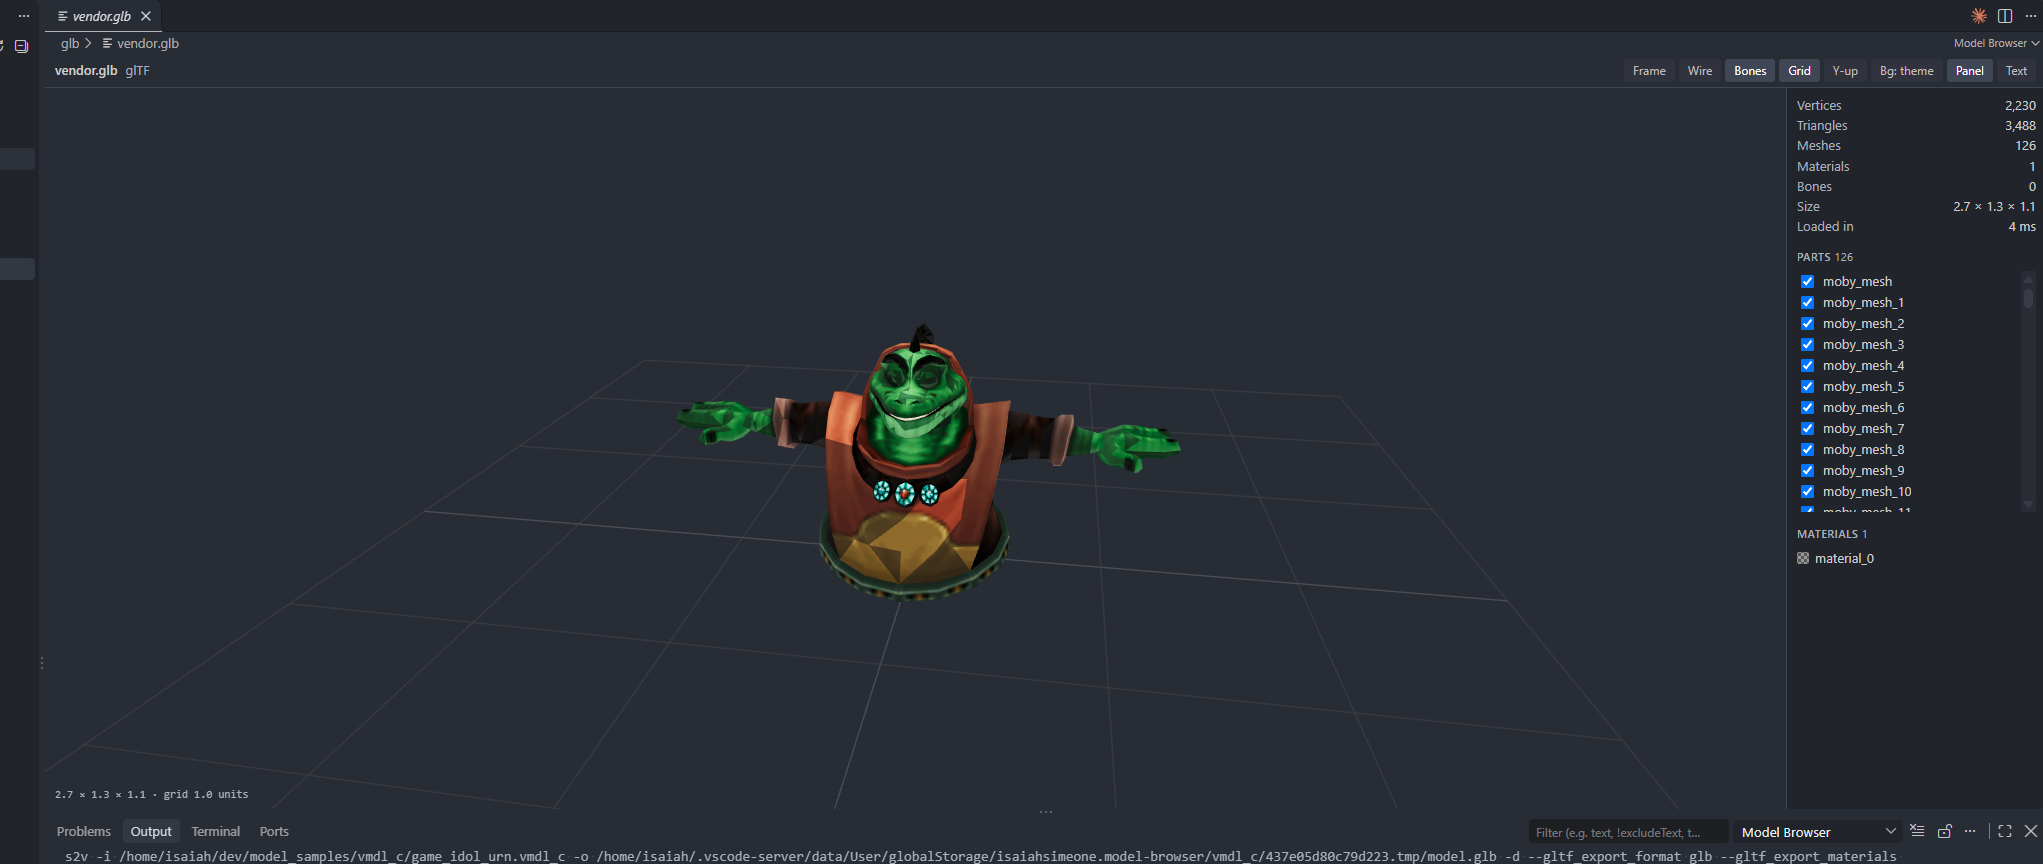 vendor.glb
glb > vendor.glb
Model Browser
vendor.glb glTF
Frame Wire Bones Grid Y-up Bg: theme Panel Text
Vertices 2,230
Triangles 3,488
Meshes 126
Materials 1
Bones 0
Size 2.7 × 1.3 × 1.1
Loaded in 4 ms
PARTS 126
moby_mesh
moby_mesh_1
moby_mesh_2
moby_mesh_3
moby_mesh_4
moby_mesh_5
moby_mesh_6
moby_mesh_7
moby_mesh_8
moby_mesh_9
moby_mesh_10
moby_mesh_11
MATERIALS 1
material_0
2.7 × 1.3 × 1.1 · grid 1.0 units
Problems Output Terminal Ports
Filter (e.g. text, !excludeText, t...
Model Browser
s2v -i /home/isaiah/dev/model_samples/vmdl_c/game_idol_urn.vmdl_c -o /home/isaiah/.vscode-server/data/User/globalStorage/isaiahsimeone.model-browser/vmdl_c/437e05d80c79d223.tmp/model.glb -d --gltf_export_format glb --gltf_export_materials